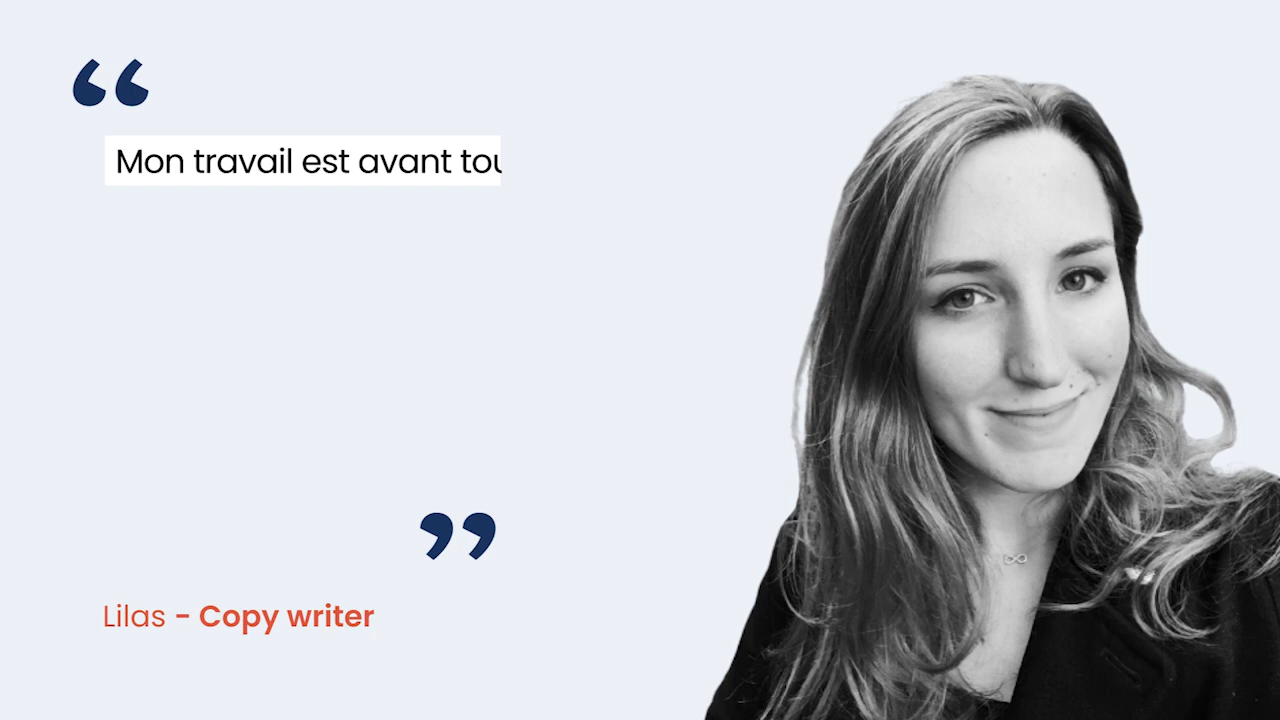 “
Mon travail est avant
”
Lilas - Copy writer